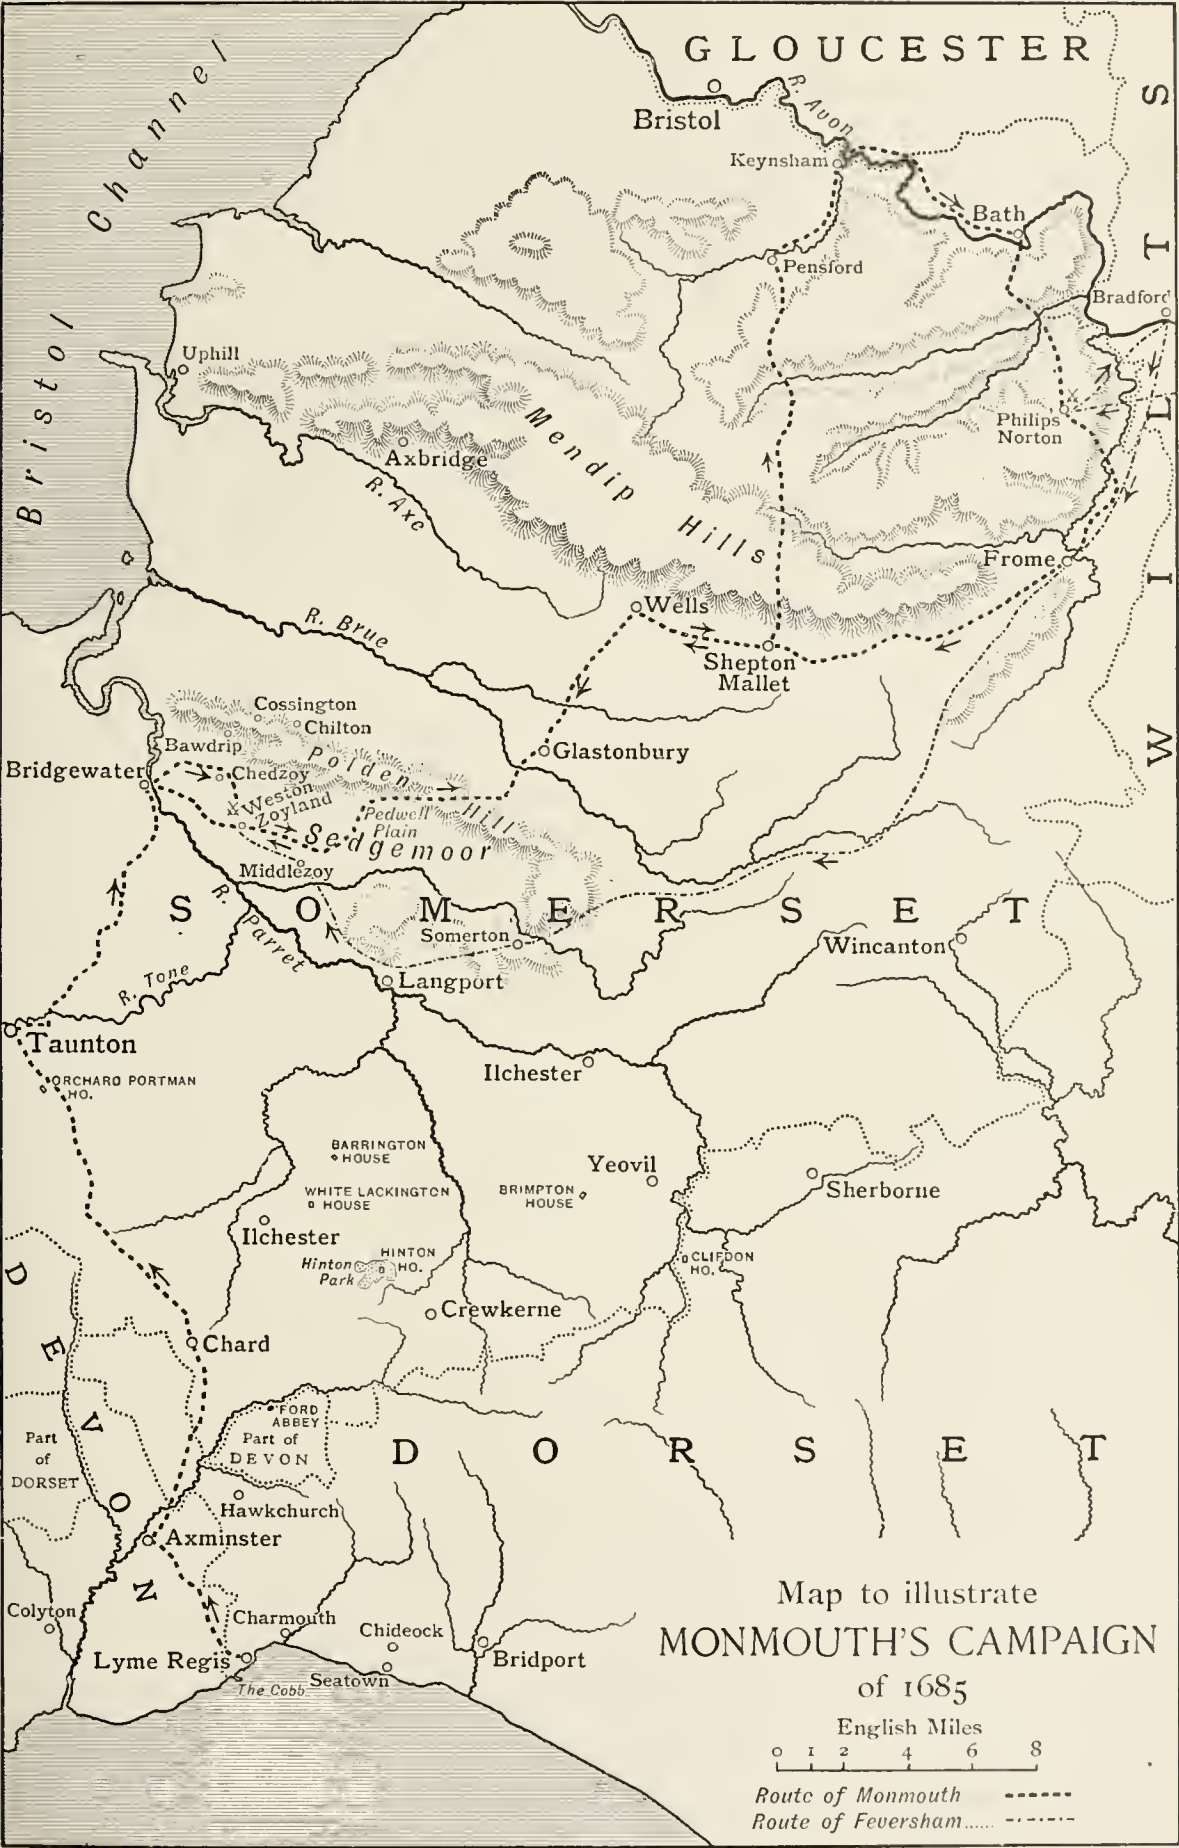 GLOUCESTER
Bristol Channel
Bristol
R. Avon
Keynsham
Bath
Pensford
Bradford
WILTS
Uphill
Philips
Norton
Axbridge
Mendip Hills
R. Axe
Frome
Wells
R. Brue
Shepton
Mallet
Cossington
Chilton
Bawdrip
Glastonbury
Bridgewater
Chedzoy
Polden Hill
Weston
Zoyland
Pedwell
Plain
Sedgemoor
Middlezoy
SOMERSET
R. Parret
Somerton
Wincanton
R. Tone
Langport
Taunton
Ilchester
ORCHARD PORTMAN
HO.
BARRINGTON
HOUSE
Yeovil
WHITE LACKINGTON
HOUSE
BRIMPTON
HOUSE
Sherborne
Ilchester
Hinton
Park
HINTON
HO.
CLIFDON
HO.
Crewkerne
DEVON
Chard
FORD
ABBEY
Part of
DEVON
Part
of
DORSET
DORSET
Hawkchurch
Axminster
Colyton
Charmouth
Chideock
Lyme Regis
Bridport
Seatown
The Cobb
Map to illustrate
MONMOUTH'S CAMPAIGN
of 1685
English Miles
0 1 2 4 6 8
Route of Monmouth
Route of Feversham......